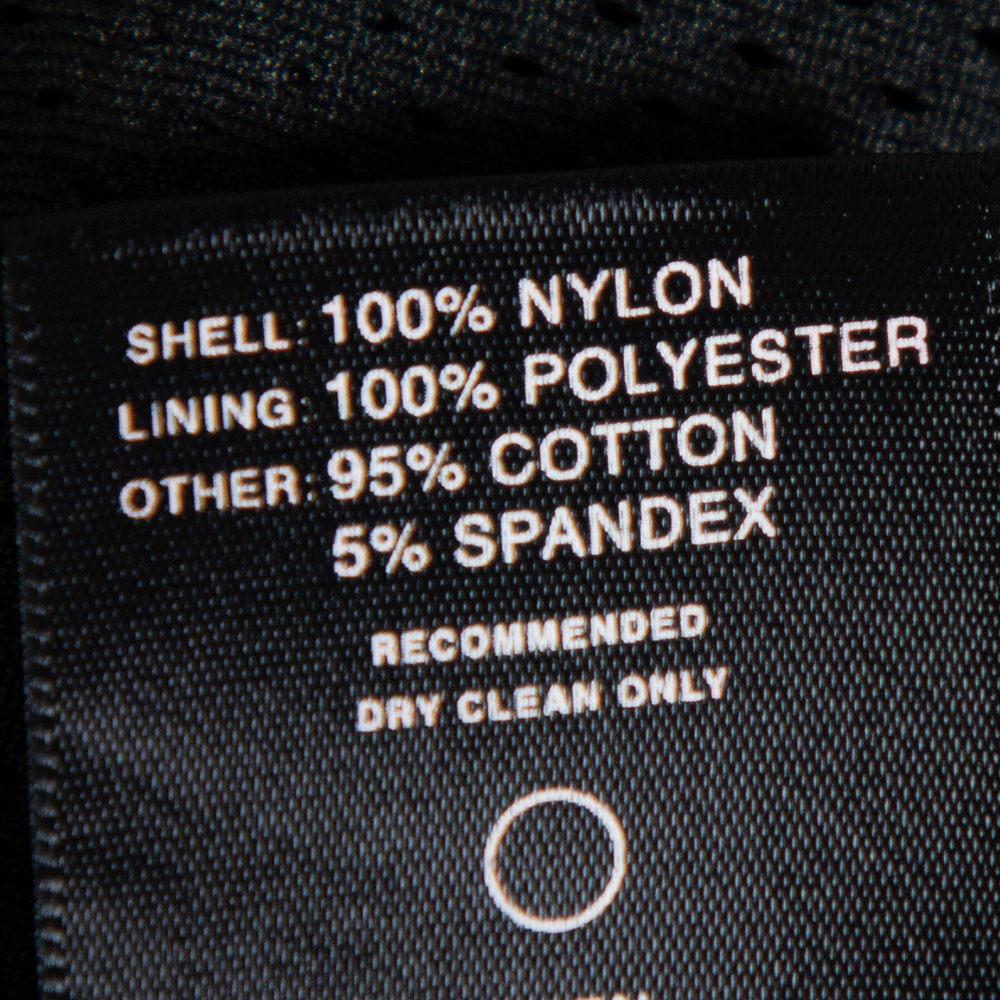 SHELL: 100% NYLON
LINING: 100% POLYESTER
OTHER: 95% COTTON
5% SPANDEX
RECOMMENDED
DRY CLEAN ONLY